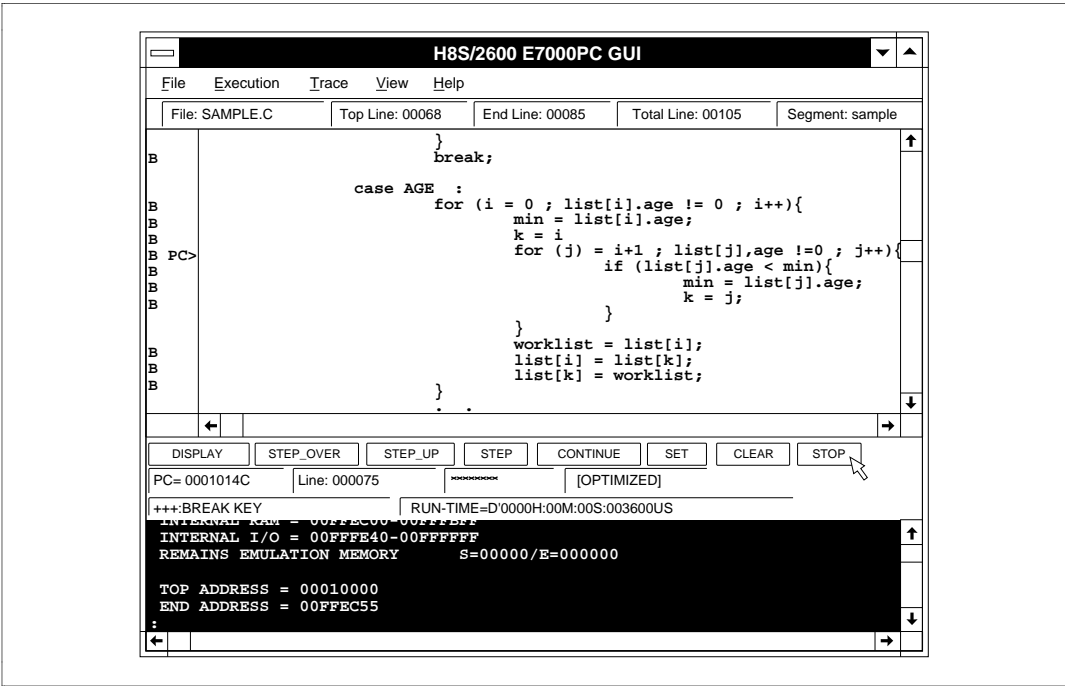 H8S/2600 E7000PC GUI
File Execution Trace View Help
File: SAMPLE.C Top Line: 00068 End Line: 00085 Total Line: 00105 Segment: sample
}
B break;
case AGE :
B for (i = 0 ; list[i].age != 0 ; i++){
B min = list[i].age;
B k = i
B PC> for (j) = i+1 ; list[j],age !=0 ; j++){
B if (list[j].age < min){
B min = list[j].age;
B k = j;
}
}
B worklist = list[i];
B list[i] = list[k];
B list[k] = worklist;
}
. .
DISPLAY STEP_OVER STEP_UP STEP CONTINUE SET CLEAR STOP
PC= 0001014C Line: 000075 ******** [OPTIMIZED]
+++:BREAK KEY RUN-TIME=D'0000H:00M:00S:003600US
INTERNAL RAM = 00FFEC00-00FFFBFF
INTERNAL I/O = 00FFFE40-00FFFFFF
REMAINS EMULATION MEMORY S=00000/E=000000
TOP ADDRESS = 00010000
END ADDRESS = 00FFEC55
: